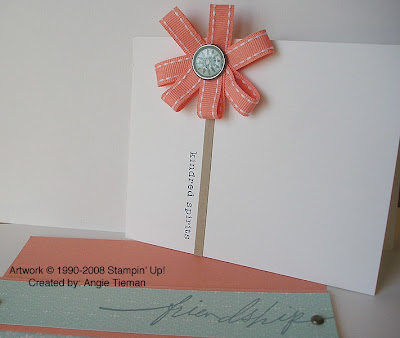 kindred spirits
Artwork © 1990-2008 Stampin' Up!
Created by: Angie Tieman
friendship